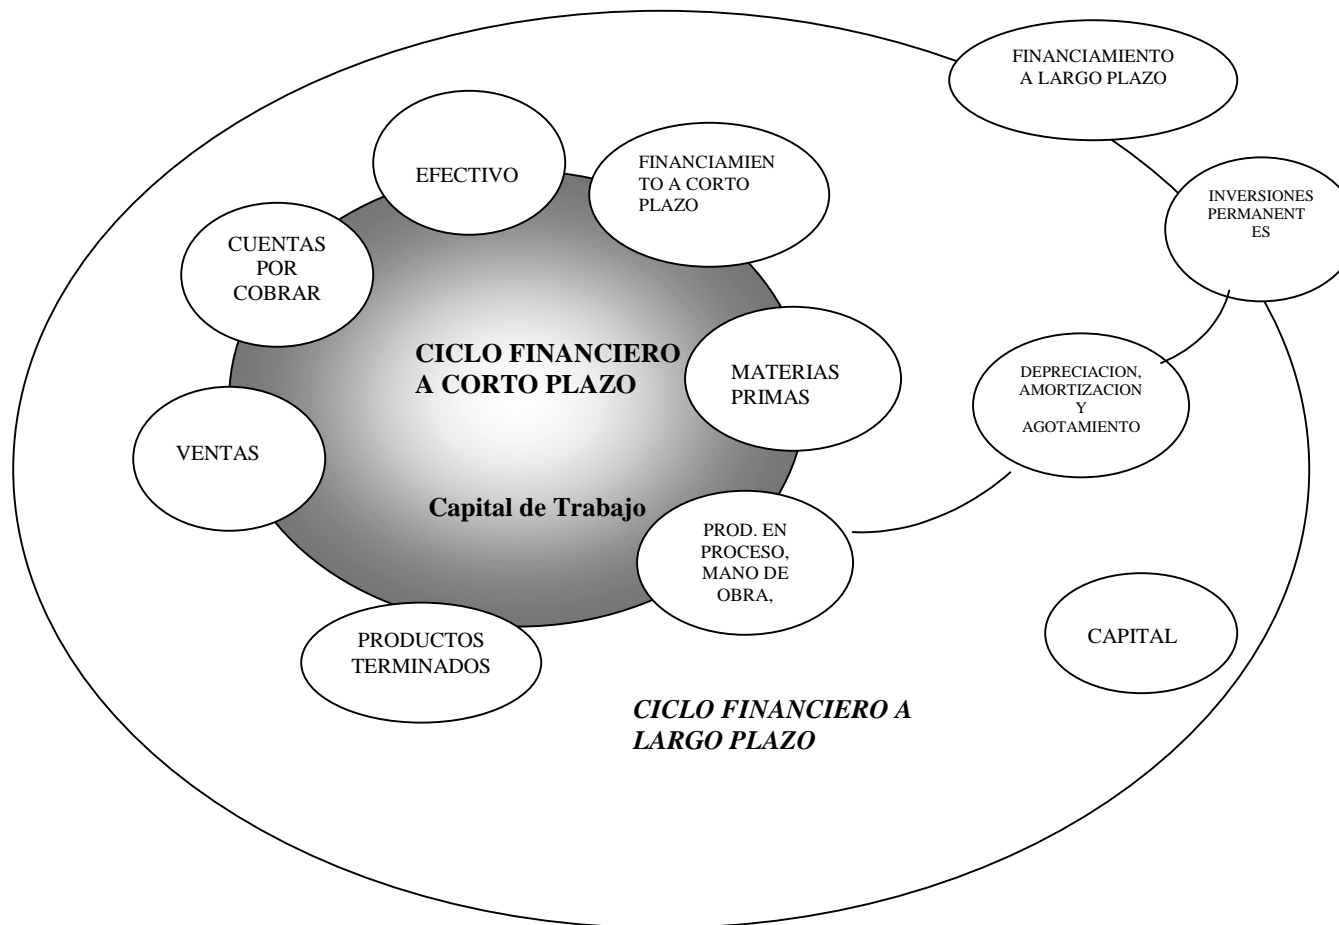 FINANCIAMIENTO
A LARGO PLAZO
EFECTIVO
FINANCIAMIEN
TO A CORTO
PLAZO
INVERSIONES
PERMANENT
ES
CUENTAS
POR
COBRAR
CICLO FINANCIERO
A CORTO PLAZO
MATERIAS
PRIMAS
DEPRECIACION,
AMORTIZACION
Y
AGOTAMIENTO
VENTAS
Capital de Trabajo
PROD. EN
PROCESO,
MANO DE
OBRA,
PRODUCTOS
TERMINADOS
CAPITAL
CICLO FINANCIERO A
LARGO PLAZO